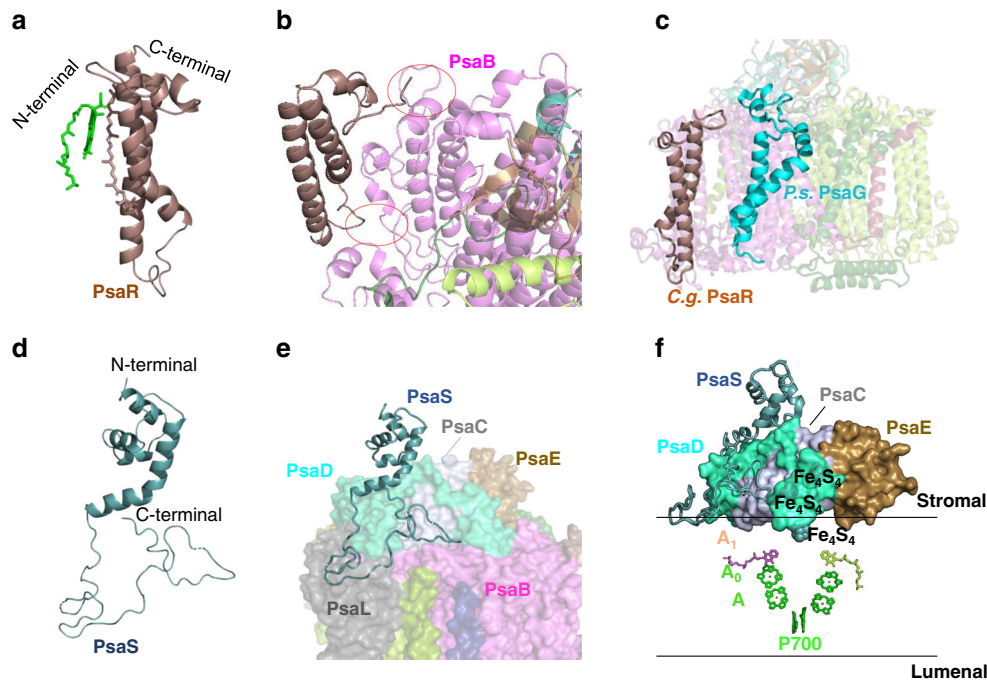 a
N-terminal
C-terminal
PsaR
b
PsaB
c
P.s. PsaG
C.g. PsaR
d
N-terminal
C-terminal
PsaS
e
PsaS
PsaC
PsaD
PsaE
PsaL
PsaB
f
PsaS
PsaC
PsaD
PsaE
Fe₄S₄
Fe₄S₄
Stromal
Fe₄S₄
A₁
A₀
A
P700
Lumenal